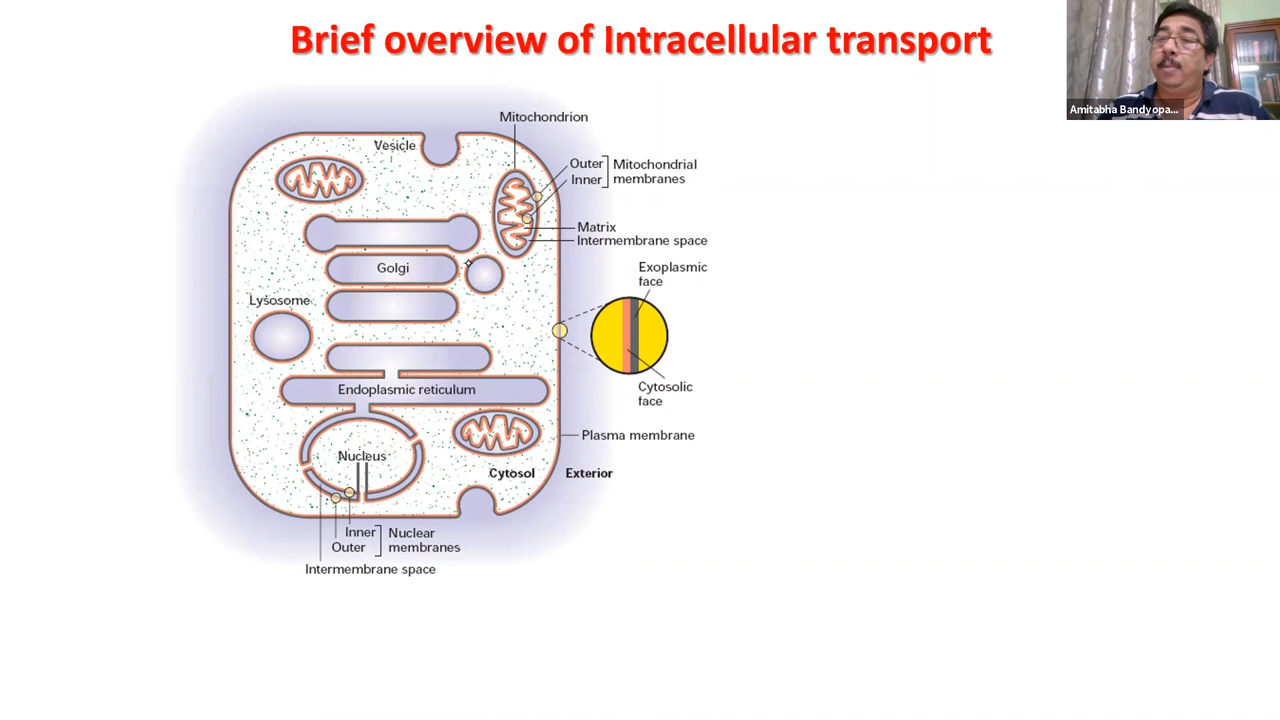 Brief overview of Intracellular transport
Amitabha Bandyopa...
Mitochondrion
Vesicle
Outer
Inner
Mitochondrial
membranes
Matrix
Intermembrane space
Golgi
Exoplasmic
face
Lysosome
Cytosolic
face
Endoplasmic reticulum
Plasma membrane
Nucleus
Cytosol
Exterior
Inner
Outer
Nuclear
membranes
Intermembrane space